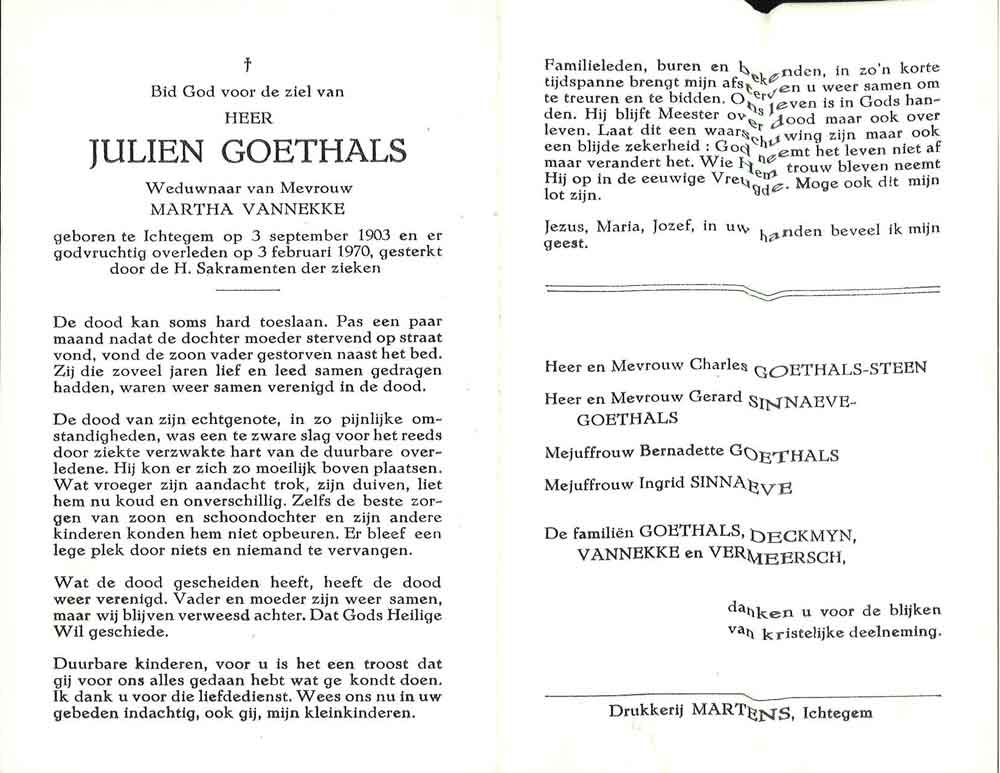 †
Bid God voor de ziel van
HEER
JULIEN GOETHALS
Weduwnaar van Mevrouw
MARTHA VANNEKKE
geboren te Ichtegem op 3 september 1903 en er
godvruchtig overleden op 3 februari 1970, gesterkt
door de H. Sakramenten der zieken
De dood kan soms hard toeslaan. Pas een paar
maand nadat de dochter moeder stervend op straat
vond, vond de zoon vader gestorven naast het bed.
Zij die zoveel jaren lief en leed samen gedragen
hadden, waren weer samen verenigd in de dood.
De dood van zijn echtgenote, in zo pijnlijke om-
standigheden, was een te zware slag voor het reeds
door ziekte verzwakte hart van de duurbare over-
ledene. Hij kon er zich zo moeilijk boven plaatsen.
Wat vroeger zijn aandacht trok, zijn duiven, liet
hem nu koud en onverschillig. Zelfs de beste zor-
gen van zoon en schoondochter en zijn andere
kinderen konden hem niet opbeuren. Er bleef een
lege plek door niets en niemand te vervangen.
Wat de dood gescheiden heeft, heeft de dood
weer verenigd. Vader en moeder zijn weer samen,
maar wij blijven verweesd achter. Dat Gods Heilige
Wil geschiede.
Duurbare kinderen, voor u is het een troost dat
gij voor ons alles gedaan hebt wat ge kondt doen.
Ik dank u voor die liefdedienst. Wees ons nu in uw
gebeden indachtig, ook gij, mijn kleinkinderen.
Familieleden, buren en bekenden, in zo'n korte
tijdspanne brengt mijn afsterven u weer samen om
te treuren en te bidden. Ons leven is in Gods han-
den. Hij blijft Meester over dood maar ook over
leven. Laat dit een waarschuwing zijn maar ook
een blijde zekerheid : God neemt het leven niet af
maar verandert het. Wie Hem trouw bleven neemt
Hij op in de eeuwige Vreugde. Moge ook dit mijn
lot zijn.
Jezus, Maria, Jozef, in uw handen beveel ik mijn
geest.
Heer en Mevrouw Charles GOETHALS-STEEN
Heer en Mevrouw Gerard SINNAEVE-
GOETHALS
Mejuffrouw Bernadette GOETHALS
Mejuffrouw Ingrid SINNAEVE
De familiën GOETHALS, DECKMYN,
VANNEKKE en VERMEERSCH,
danken u voor de blijken
van kristelijke deelneming.
Drukkerij MARTENS, Ichtegem